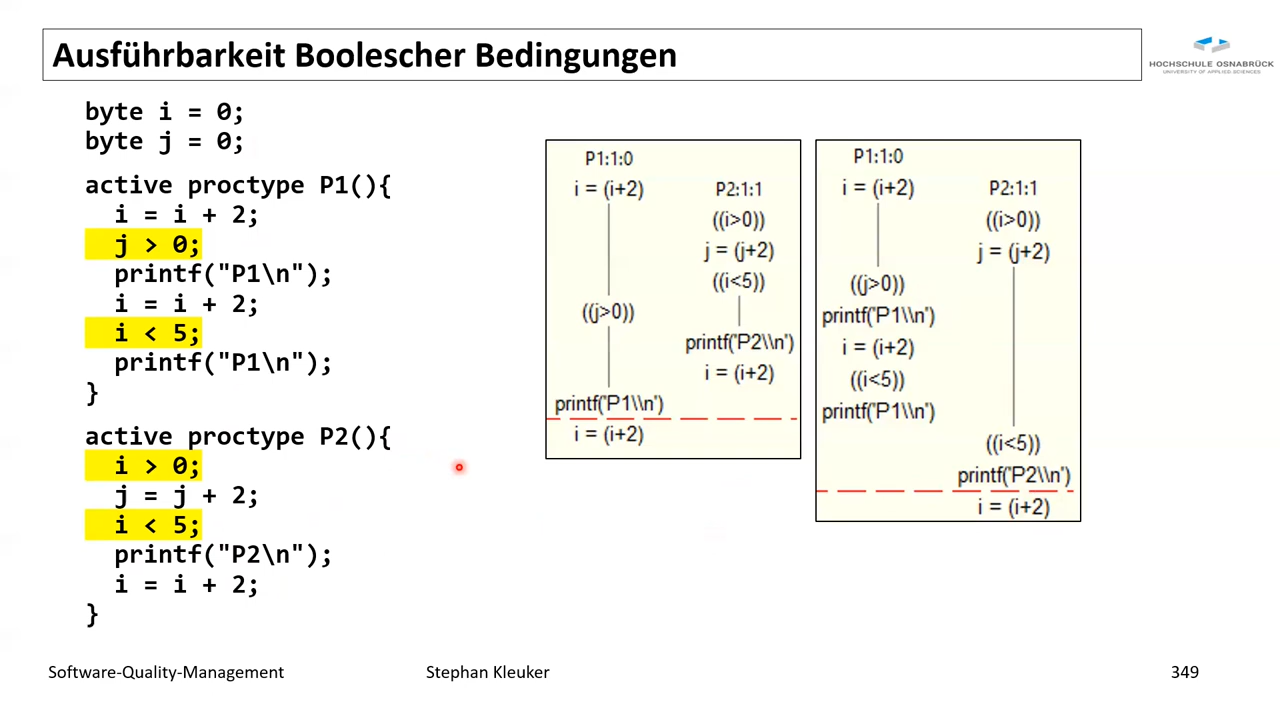 Ausführbarkeit Boolescher Bedingungen
HOCHSCHULE OSNABRÜCK
UNIVERSITY OF APPLIED SCIENCES
byte i = 0;
byte j = 0;
active proctype P1(){
i = i + 2;
j > 0;
printf("P1\n");
i = i + 2;
i < 5;
printf("P1\n");
}
active proctype P2(){
i > 0;
j = j + 2;
i < 5;
printf("P2\n");
i = i + 2;
}
P1:1:0
i = (i+2)
P2:1:1
((i>0))
j = (j+2)
((i<5))
((j>0))
printf('P2\\n')
i = (i+2)
printf('P1\\n')
i = (i+2)
P1:1:0
i = (i+2)
P2:1:1
((i>0))
j = (j+2)
((j>0))
printf('P1\\n')
i = (i+2)
((i<5))
printf('P1\\n')
((i<5))
printf('P2\\n')
i = (i+2)
Software-Quality-Management
Stephan Kleuker
349